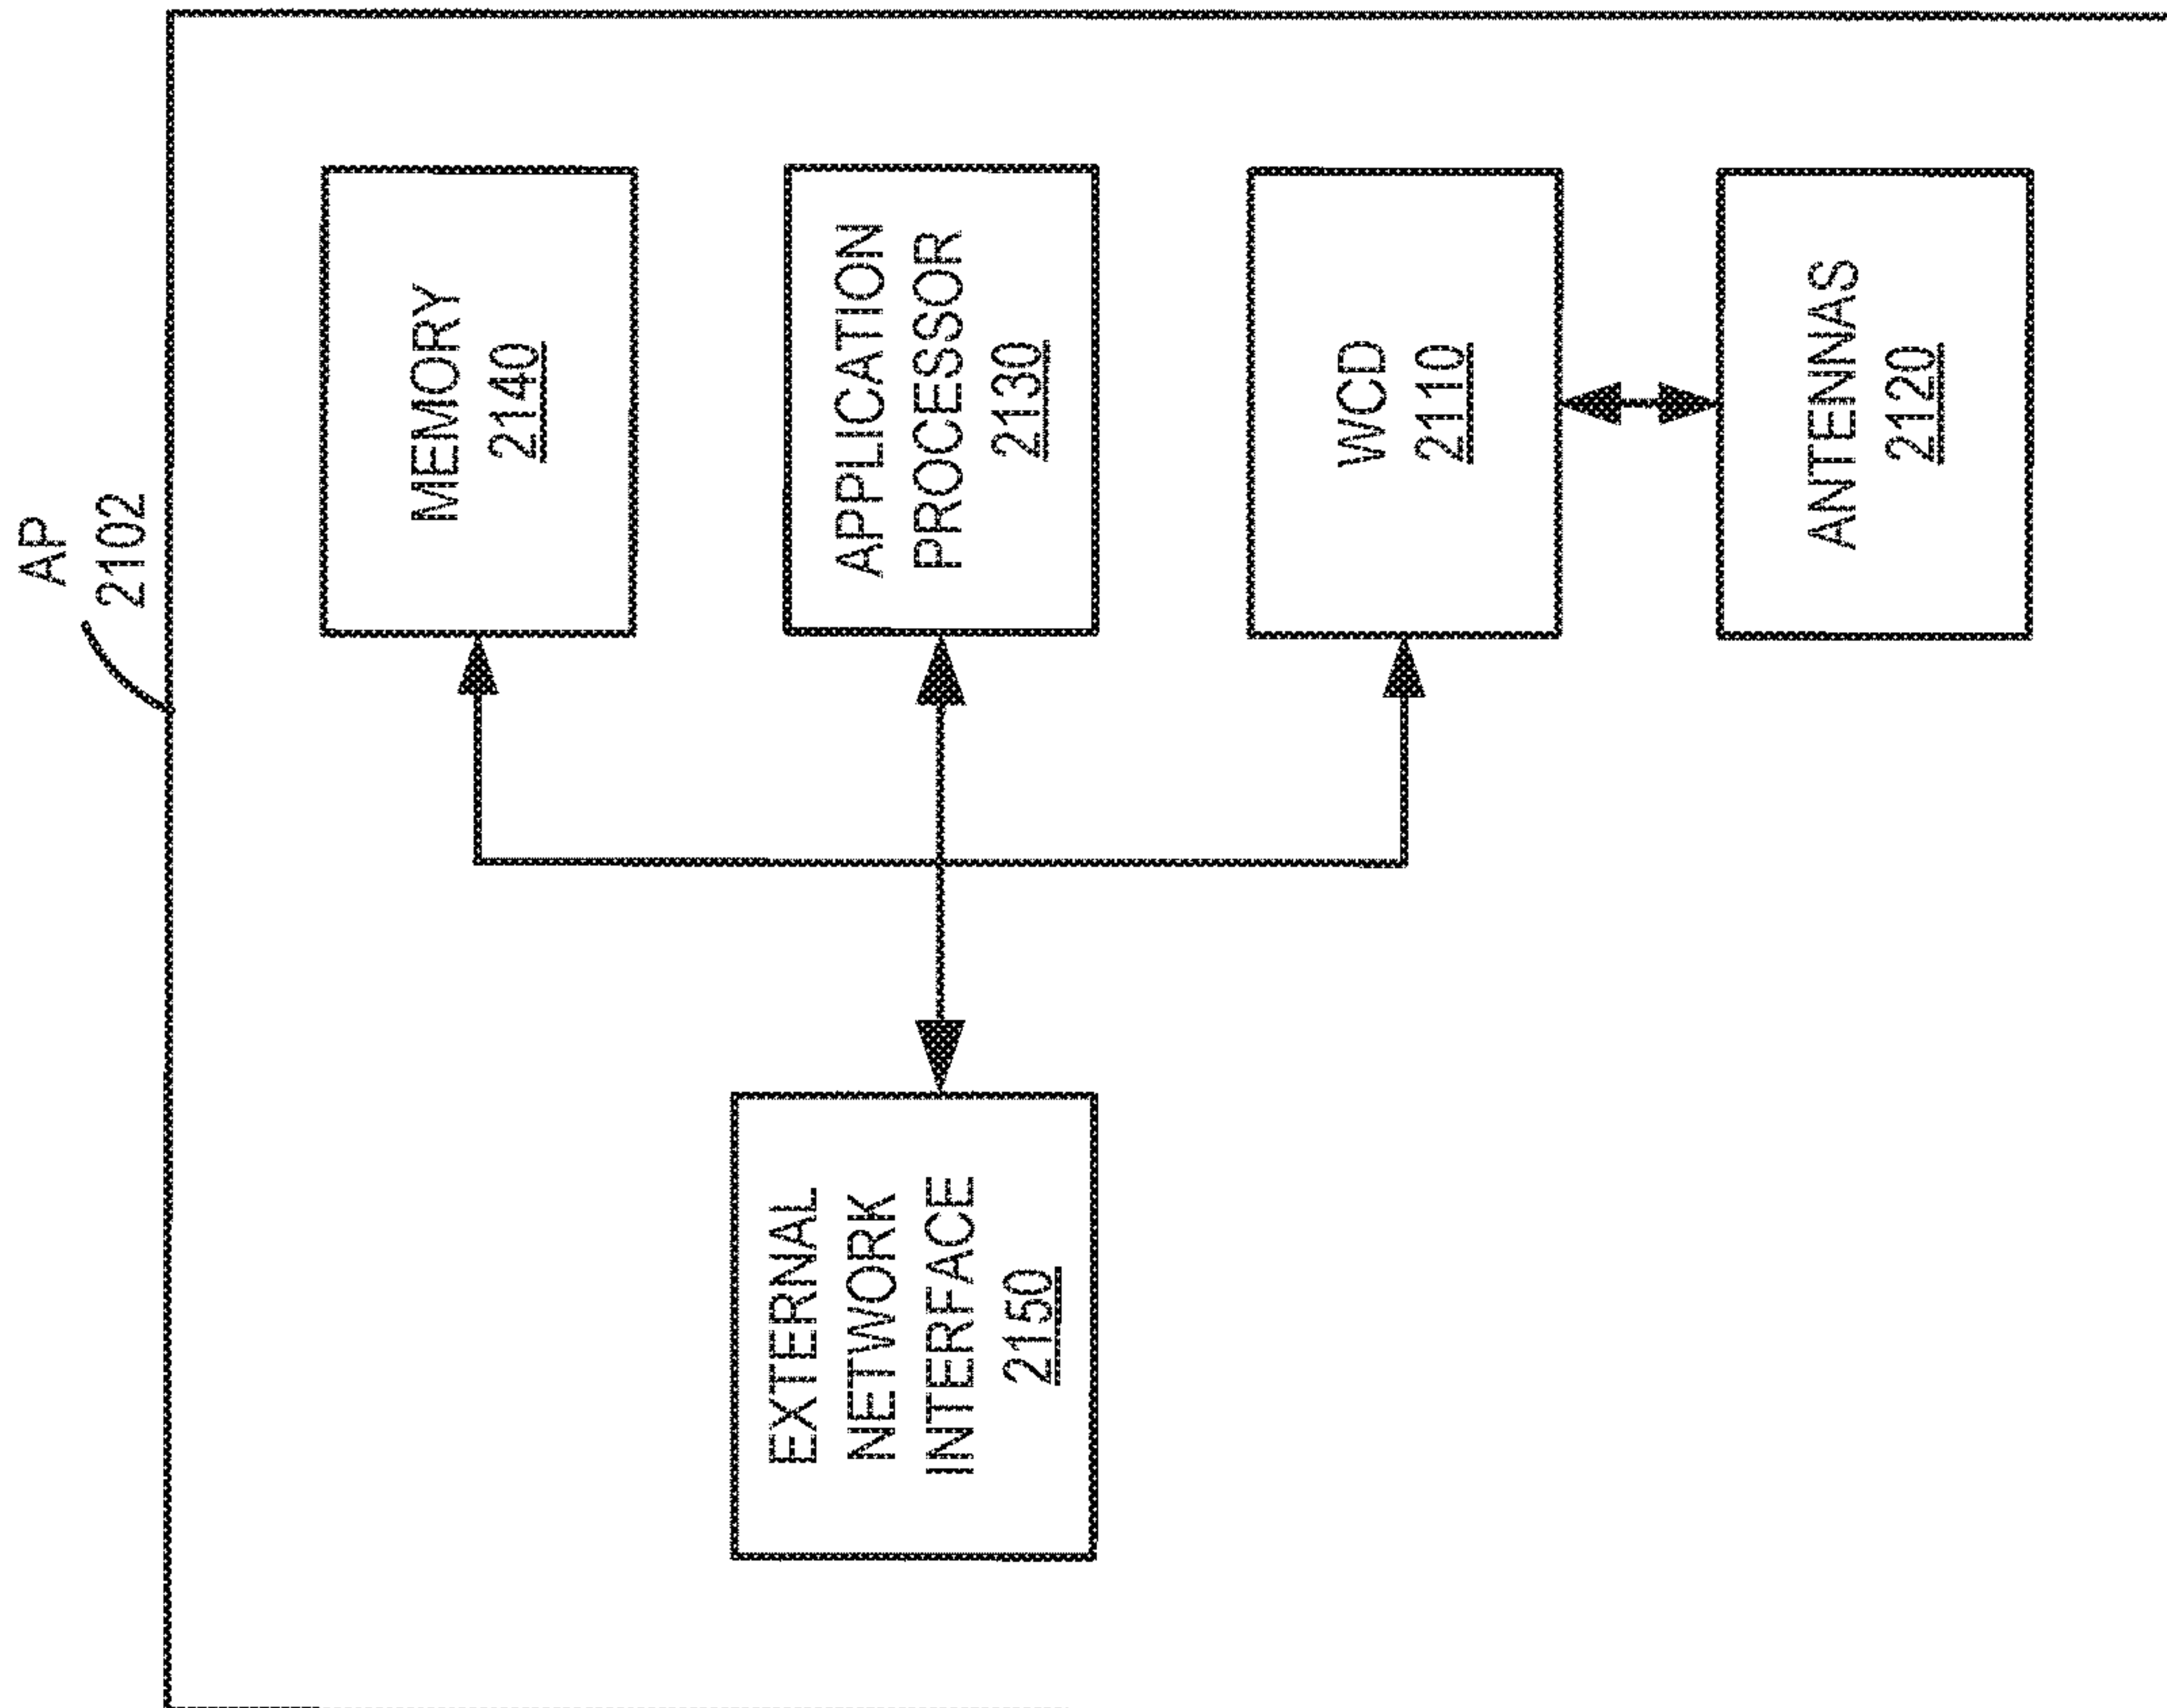 AP
2102
MEMORY
2140
APPLICATION
PROCESSOR
2130
WCD
2110
ANTENNAS
2120
EXTERNAL
NETWORK
INTERFACE
2150